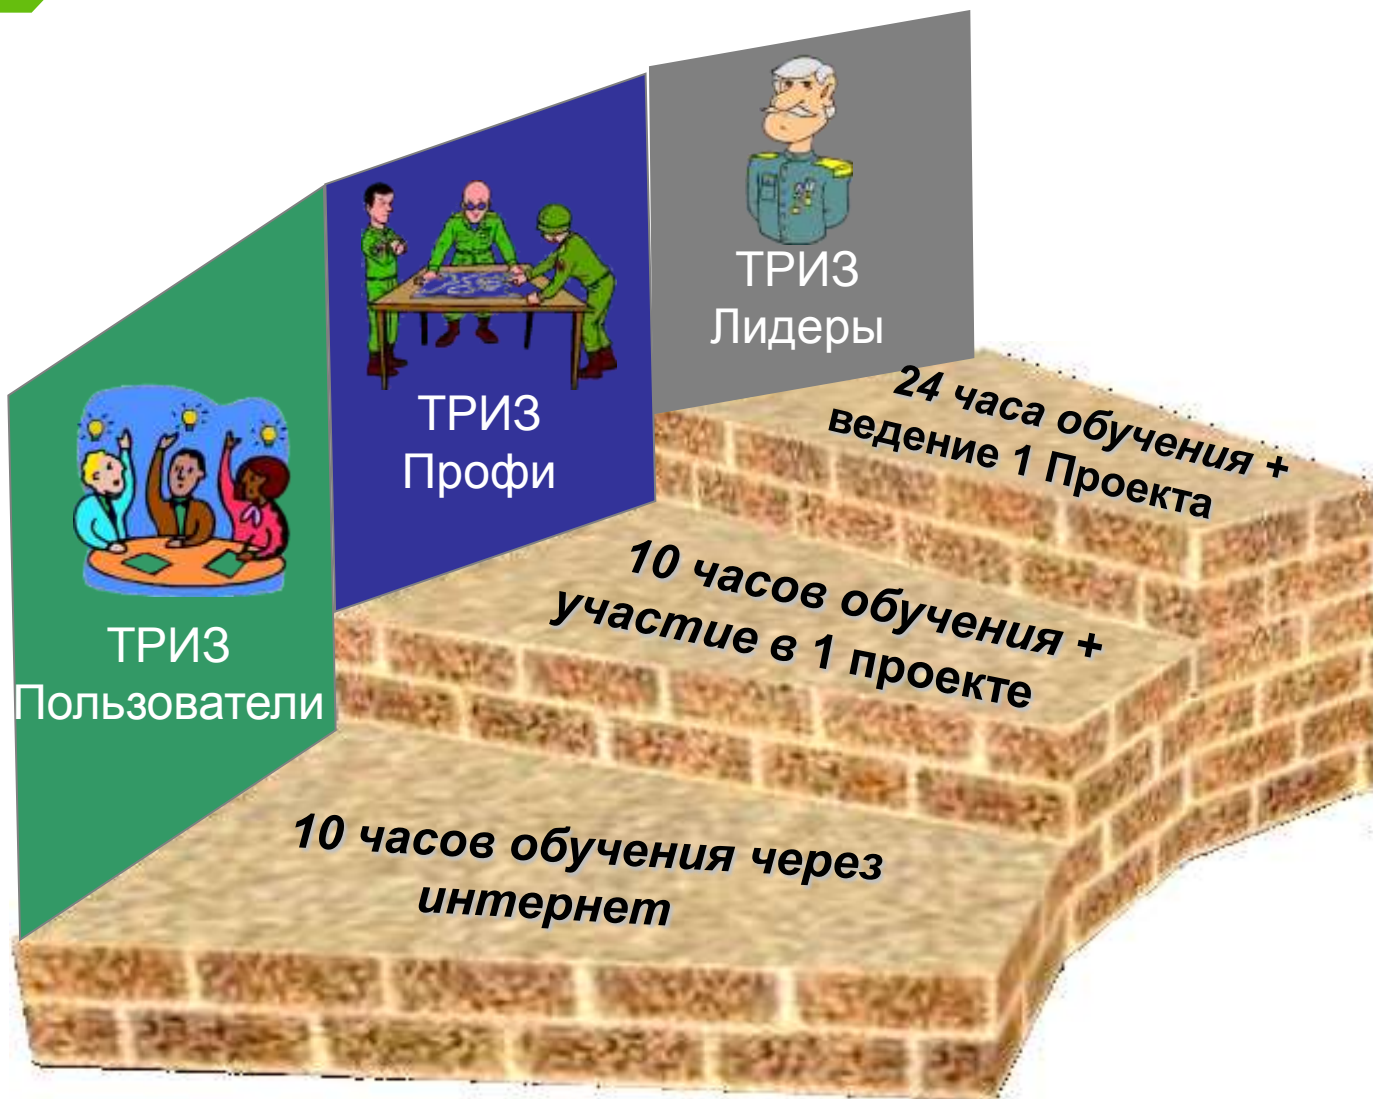 ТРИЗ
Лидеры
24 часа обучения +
ведение 1 Проекта
ТРИЗ
Профи
10 часов обучения +
участие в 1 проекте
ТРИЗ
Пользователи
10 часов обучения через
интернет